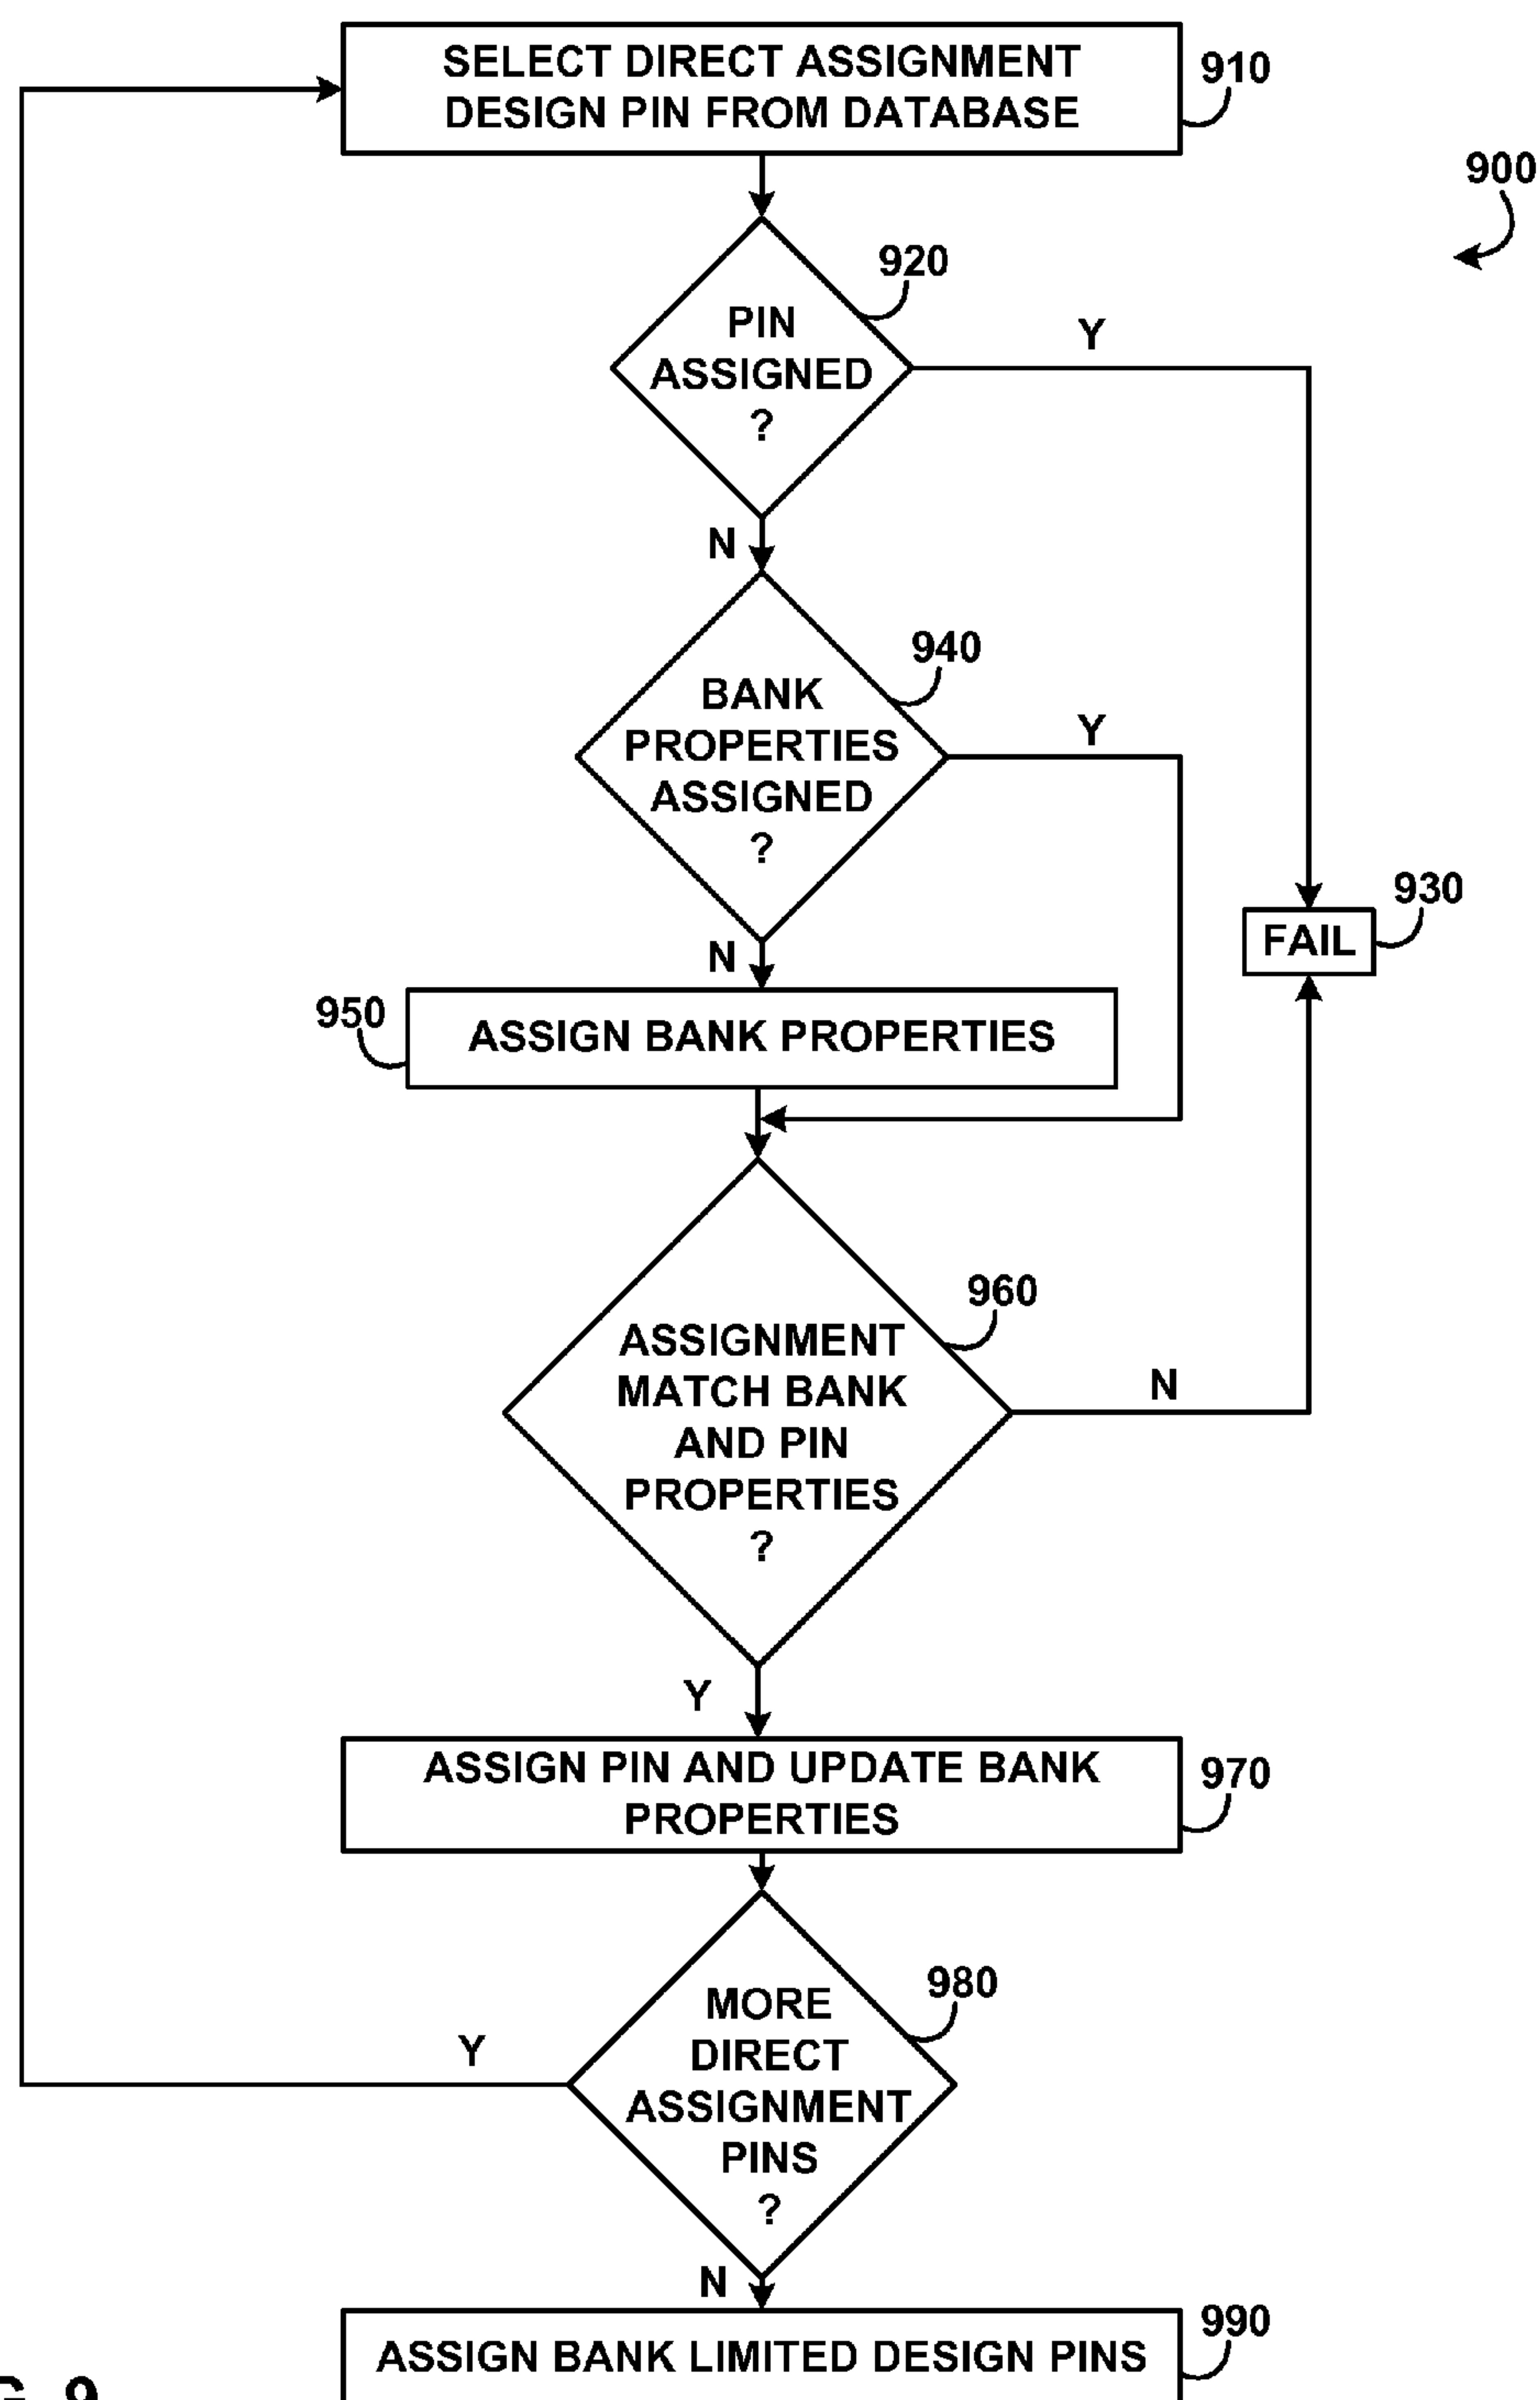 SELECT DIRECT ASSIGNMENT
DESIGN PIN FROM DATABASE
910
900
920
PIN
ASSIGNED
?
Y
N
940
BANK
PROPERTIES
ASSIGNED
?
Y
930
FAIL
N
950
ASSIGN BANK PROPERTIES
960
ASSIGNMENT
MATCH BANK
AND PIN
PROPERTIES
?
N
Y
ASSIGN PIN AND UPDATE BANK
PROPERTIES
970
980
MORE
DIRECT
ASSIGNMENT
PINS
?
Y
N
990
ASSIGN BANK LIMITED DESIGN PINS
9